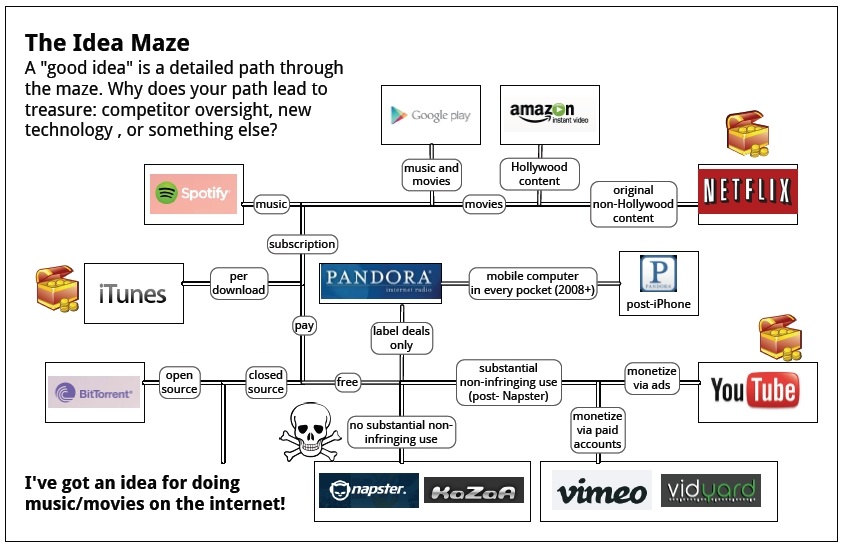 The Idea Maze
A "good idea" is a detailed path through
the maze. Why does your path lead to
treasure: competitor oversight, new
technology , or something else?
Google play
amazon
instant video
music and
movies
Hollywood
content
original
non-Hollywood
content
Spotify
music
movies
NETFLIX
subscription
iTunes
per
download
PANDORA
internet radio
mobile computer
in every pocket (2008+)
P
PANDORA
post-iPhone
pay
label deals
only
BitTorrent
open
source
closed
source
free
substantial
non-infringing use
(post- Napster)
monetize
via ads
YouTube
no substantial non-
infringing use
monetize
via paid
accounts
I've got an idea for doing
music/movies on the internet!
napster.
KaZaA
vimeo
vidyard